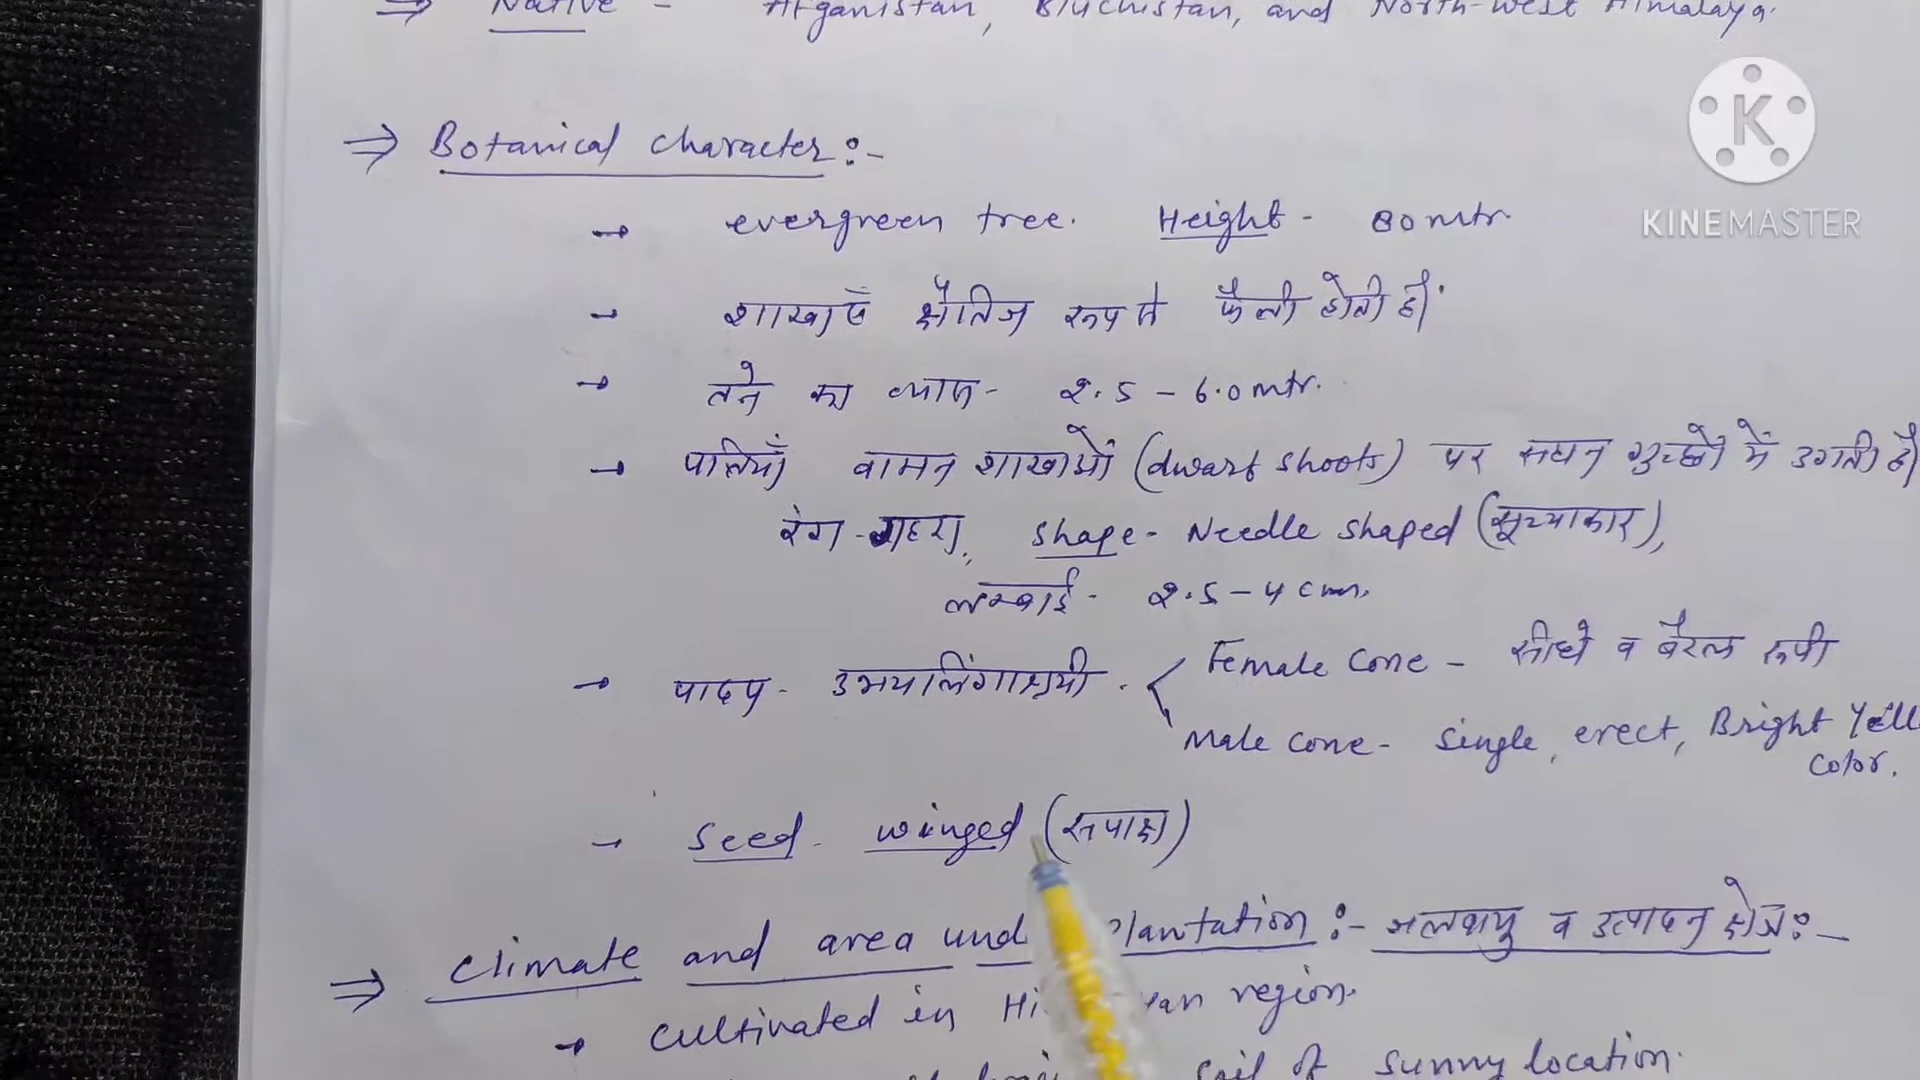 ⇒ Native - Afganistan, Bluchistan, and North-west Himalaya.
⇒ Botanical character:-
→ evergreen tree. Height - 80 mtr.
→ शाखाएँ क्षैतिज रूप से फैली होती है।
→ तने का व्यास - 2.5 - 6.0 mtr.
→ पत्तियाँ वामन शाखाओं (dwarf shoots) पर सघन गुच्छों में उगती है
रंग - गहरा, shape - Needle shaped (सूच्याकार),
लम्बाई - 2.5 - 4 cm.
→ पादप - उभयलिंगाश्रयी . Female cone - सीधे व बैरल रूपी
Male cone - single, erect, Bright Yell
color.
→ Seed - winged (सपक्ष)
⇒ Climate and area und plantation :- जलवायु व उत्पादन क्षेत्र:-
→ cultivated in Hi yan region.
soil of sunny location.
K
KINEMASTER